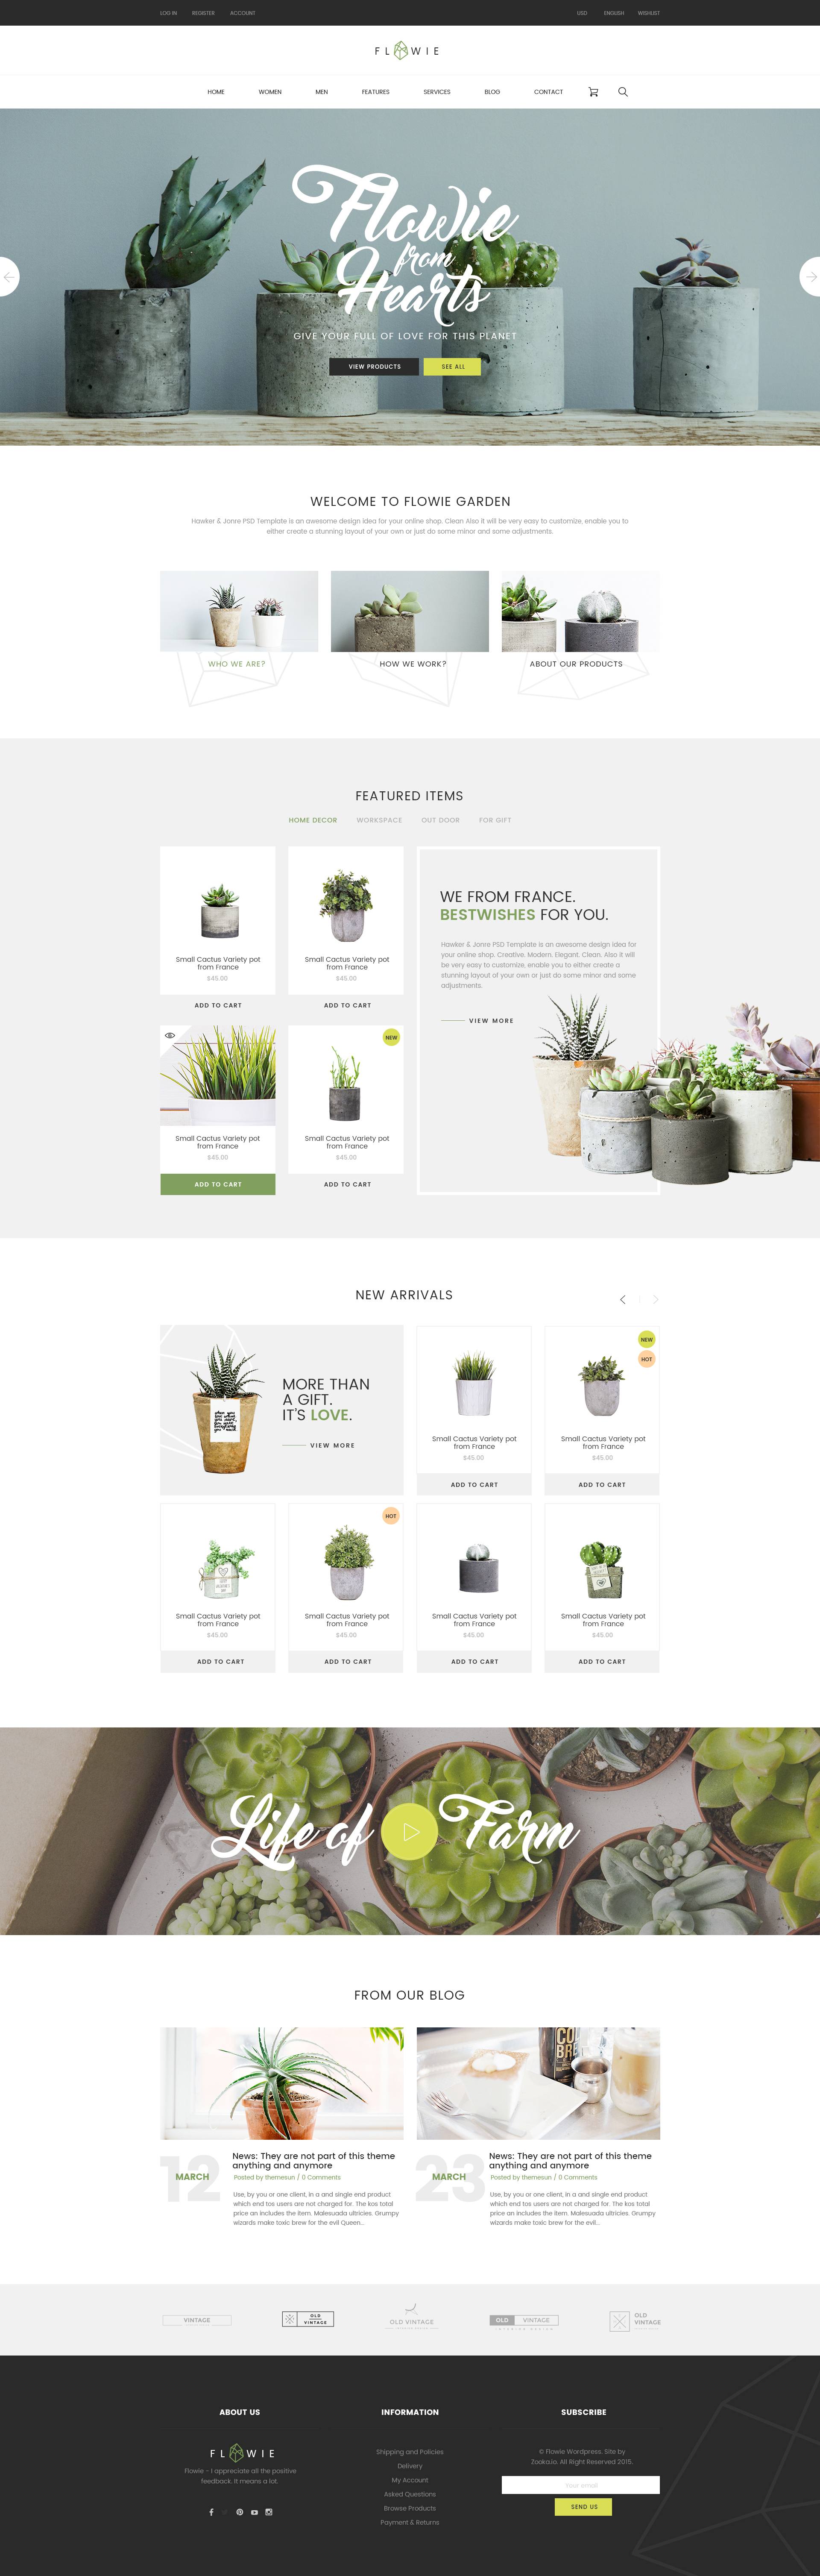 LOG IN REGISTER ACCOUNT USD ENGLISH WISHLIST
FLOWIE
HOME WOMEN MEN FEATURES SERVICES BLOG CONTACT
Flowie
from
Hearts
GIVE YOUR FULL OF LOVE FOR THIS PLANET
VIEW PRODUCTS SEE ALL
WELCOME TO FLOWIE GARDEN
Hawker & Jonre PSD Template is an awesome design idea for your online shop. Clean Also it will be very easy to customize, enable you to
either create a stunning layout of your own or just do some minor and some adjustments.
WHO WE ARE? HOW WE WORK? ABOUT OUR PRODUCTS
FEATURED ITEMS
HOME DECOR WORKSPACE OUT DOOR FOR GIFT
Small Cactus Variety pot
from France
$45.00
ADD TO CART
Small Cactus Variety pot
from France
$45.00
ADD TO CART
Small Cactus Variety pot
from France
$45.00
ADD TO CART
NEW
Small Cactus Variety pot
from France
$45.00
ADD TO CART
WE FROM FRANCE.
BESTWISHES FOR YOU.
Hawker & Jonre PSD Template is an awesome design idea for
your online shop. Creative. Modern. Elegant. Clean. Also it will
be very easy to customize, enable you to either create a
stunning layout of your own or just do some minor and some
adjustments.
VIEW MORE
NEW ARRIVALS
MORE THAN
A GIFT.
IT'S LOVE.
VIEW MORE
Small Cactus Variety pot
from France
$45.00
ADD TO CART
NEW
HOT
Small Cactus Variety pot
from France
$45.00
ADD TO CART
Small Cactus Variety pot
from France
$45.00
ADD TO CART
HOT
Small Cactus Variety pot
from France
$45.00
ADD TO CART
Small Cactus Variety pot
from France
$45.00
ADD TO CART
Small Cactus Variety pot
from France
$45.00
ADD TO CART
Life of Farm
FROM OUR BLOG
12
MARCH
News: They are not part of this theme
anything and anymore
Posted by themesun / 0 Comments
Use, by you or one client, in a and single end product
which end tos users are not charged for. The kos total
price an includes the item. Malesuada ultricies. Grumpy
wizards make toxic brew for the evil Queen...
23
MARCH
News: They are not part of this theme
anything and anymore
Posted by themesun / 0 Comments
Use, by you or one client, in a and single end product
which end tos users are not charged for. The kos total
price an includes the item. Malesuada ultricies. Grumpy
wizards make toxic brew for the evil...
VINTAGE
OLD
VINTAGE
OLD VINTAGE
OLD VINTAGE
INTERIOR DESIGN
OLD
VINTAGE
ABOUT US
FLOWIE
Flowie - I appreciate all the positive
feedback. It means a lot.
INFORMATION
Shipping and Policies
Delivery
My Account
Asked Questions
Browse Products
Payment & Returns
SUBSCRIBE
© Flowie Wordpress. Site by
Zooka.io. All Right Reserved 2015.
Your email
SEND US